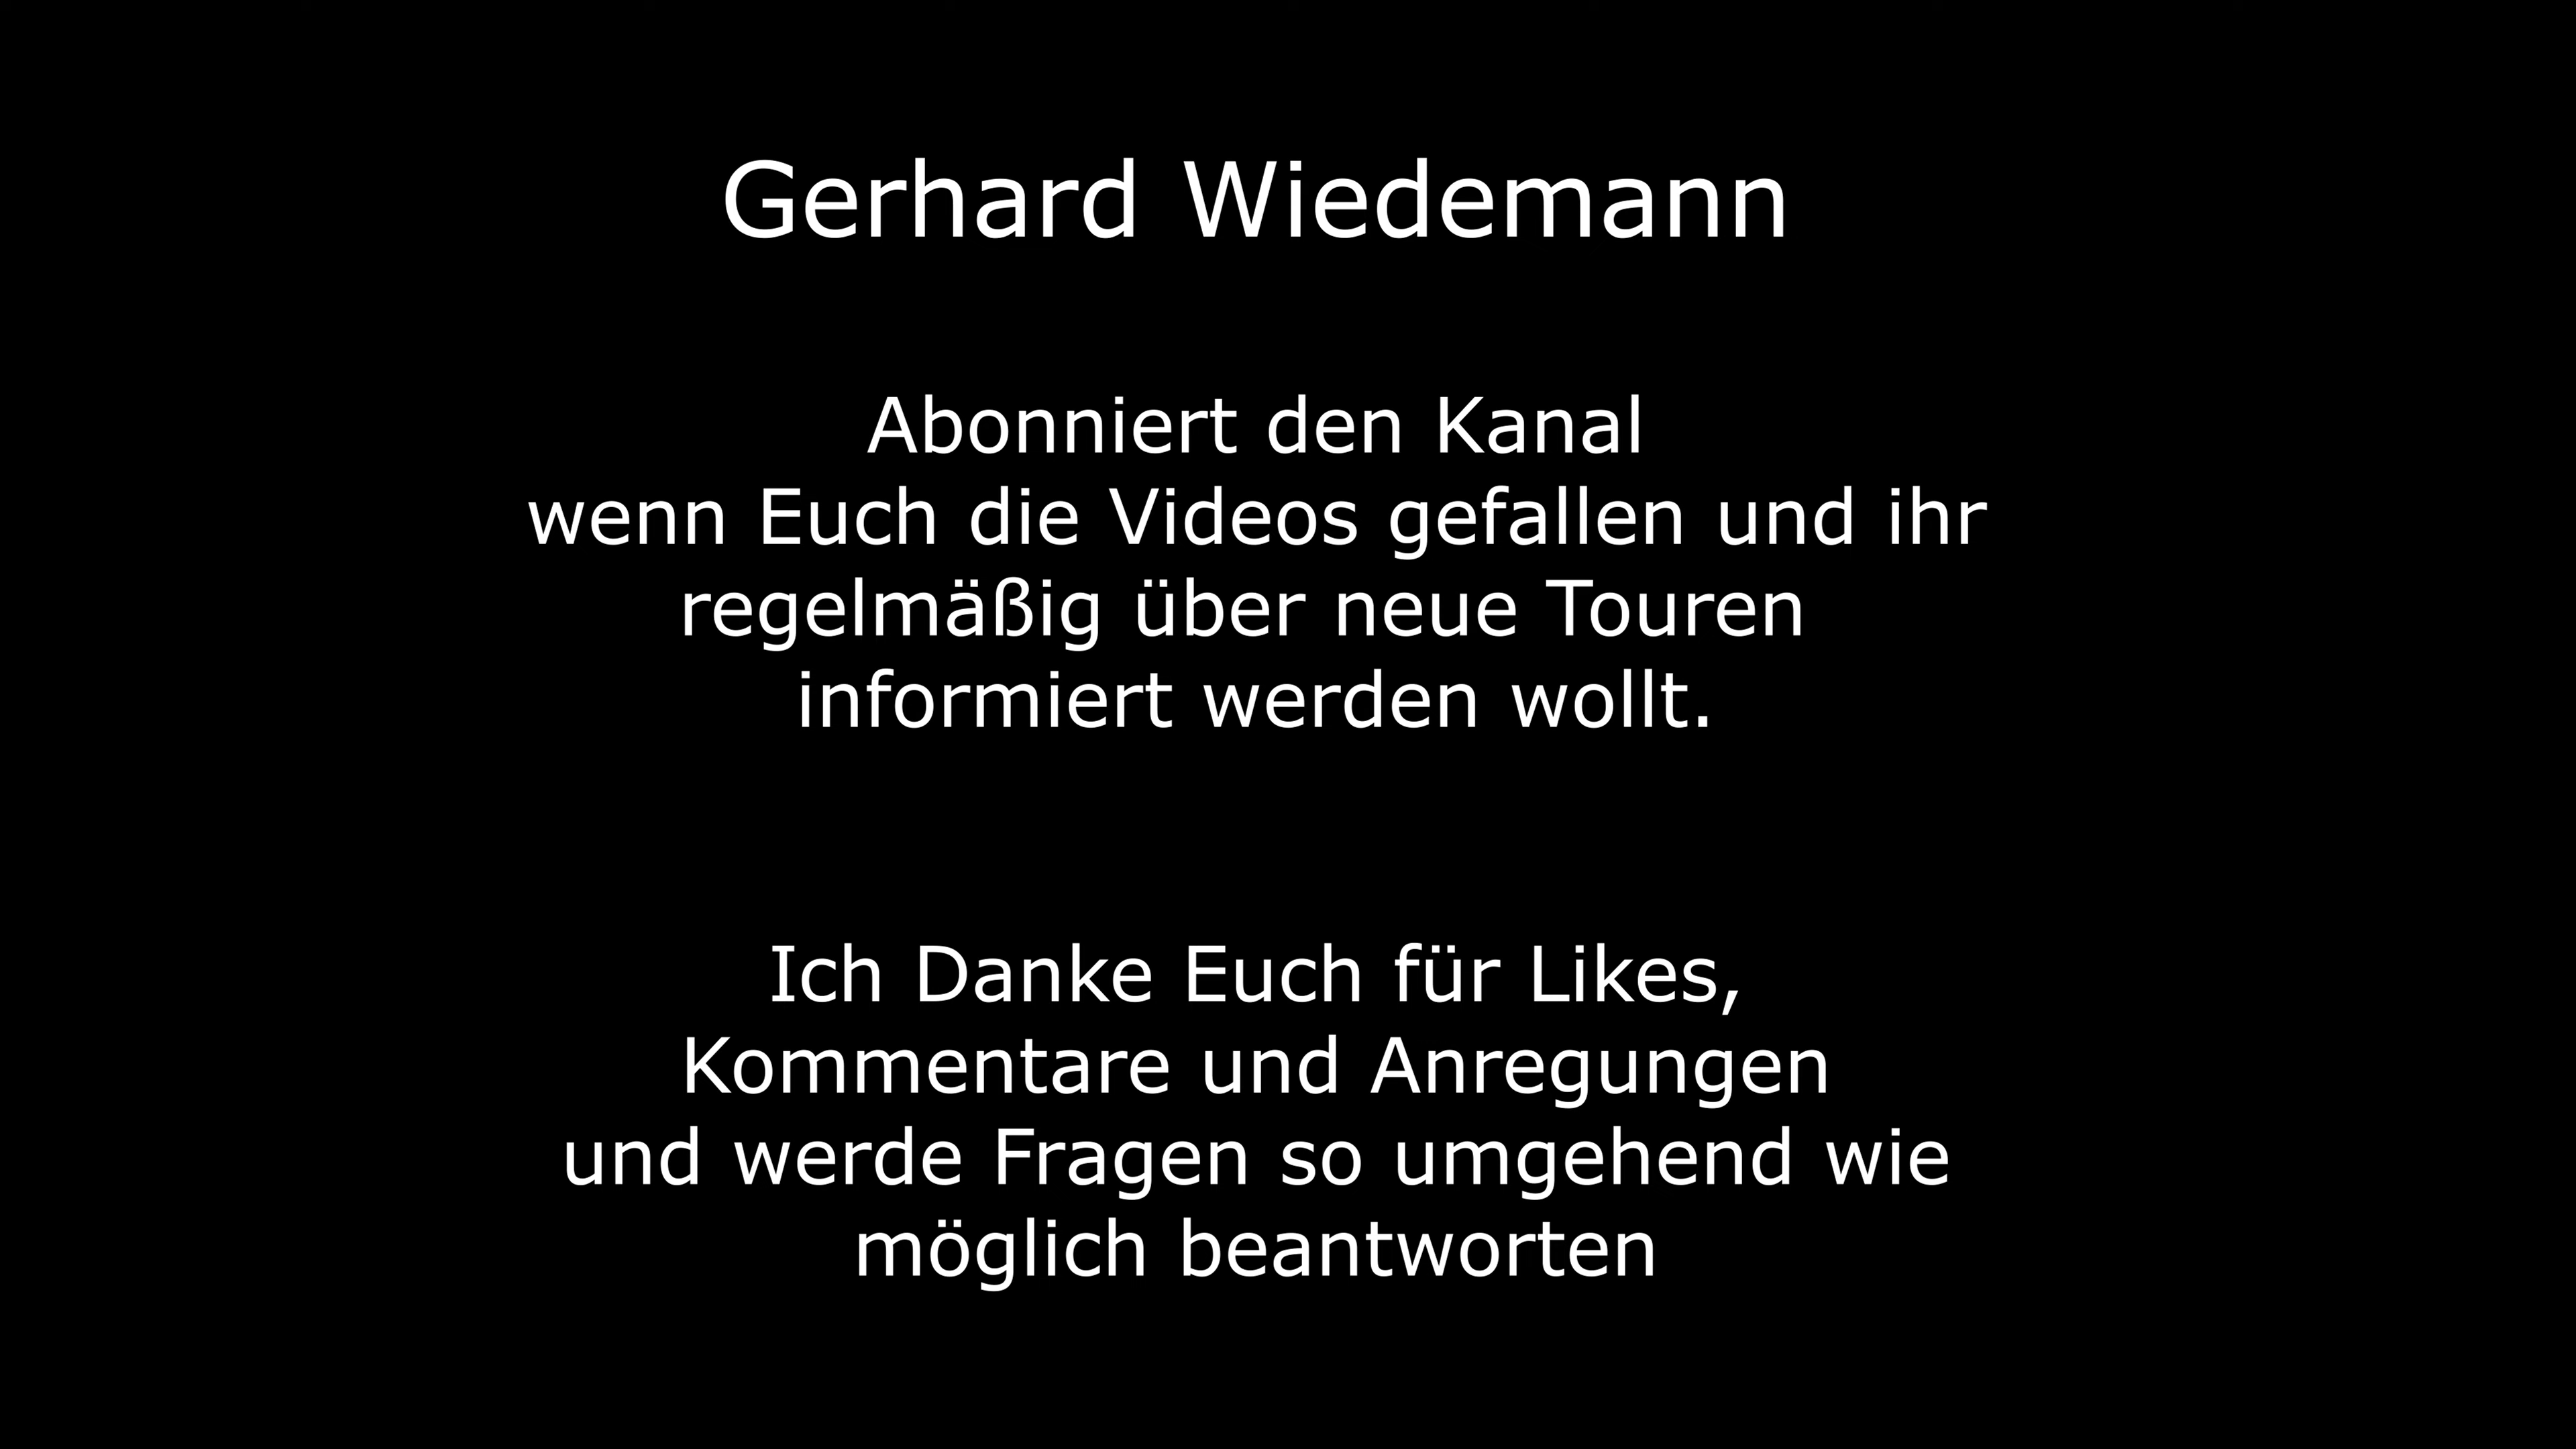 Gerhard Wiedemann
Abonniert den Kanal
wenn Euch die Videos gefallen und ihr
regelmäßig über neue Touren
informiert werden wollt.
Ich Danke Euch für Likes,
Kommentare und Anregungen
und werde Fragen so umgehend wie
möglich beantworten